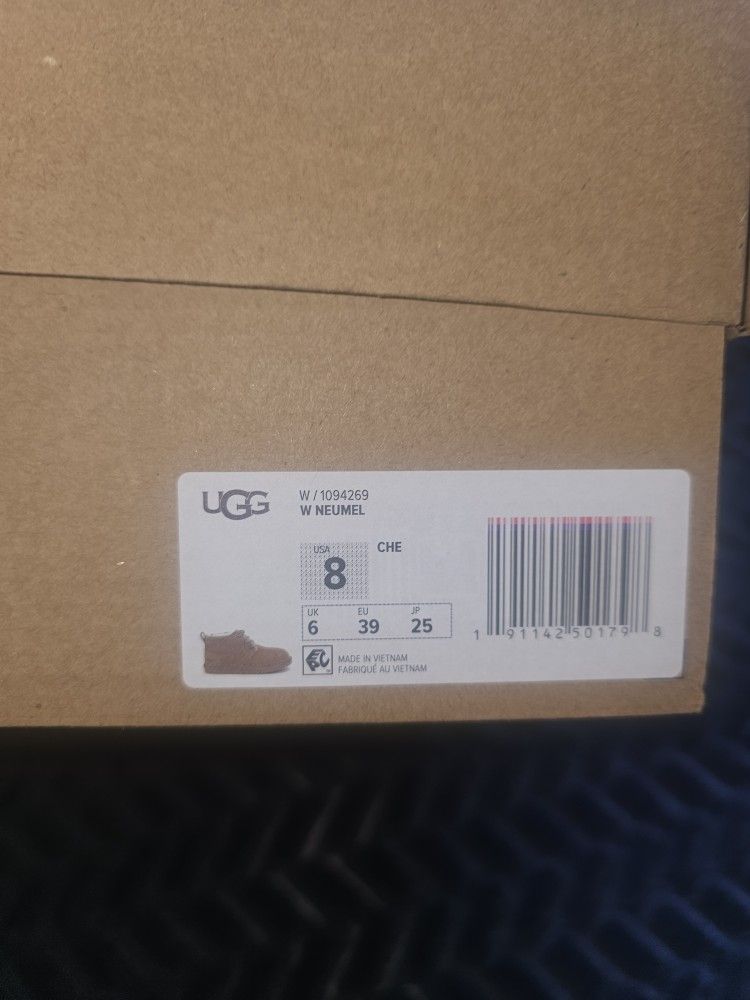 UGG
W / 1094269
W NEUMEL
USA
8
CHE
UK EU JP
6 39 25
MADE IN VIETNAM
FABRIQUÉ AU VIETNAM
1 91142 50179 8